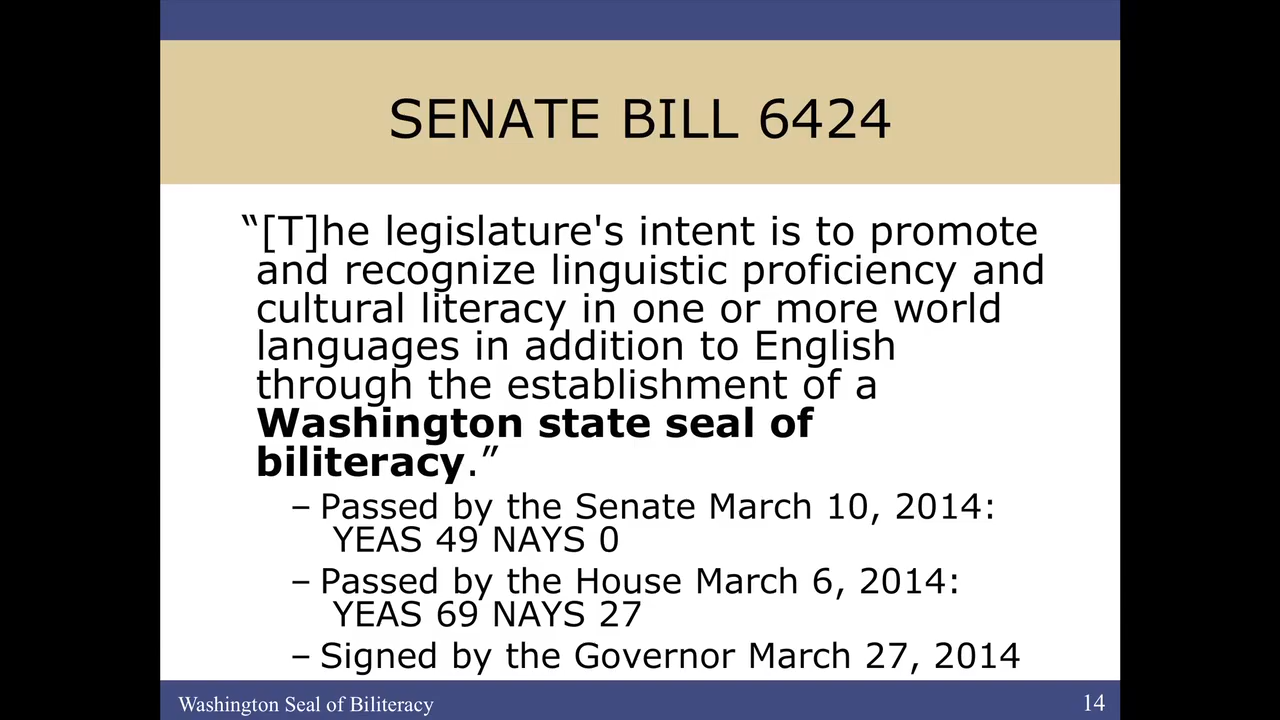 SENATE BILL 6424
“[T]he legislature's intent is to promote
and recognize linguistic proficiency and
cultural literacy in one or more world
languages in addition to English
through the establishment of a
Washington state seal of
biliteracy.”
– Passed by the Senate March 10, 2014:
YEAS 49 NAYS 0
– Passed by the House March 6, 2014:
YEAS 69 NAYS 27
– Signed by the Governor March 27, 2014
Washington Seal of Biliteracy
14